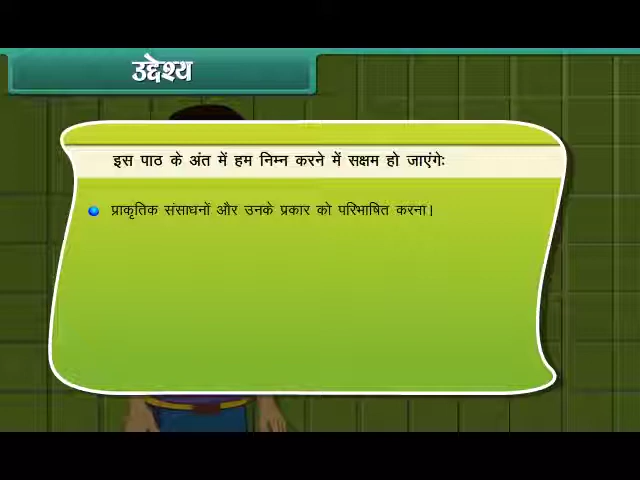 उद्देश्य
इस पाठ के अंत में हम निम्न करने में सक्षम हो जाएंगेः
प्राकृतिक संसाधनों और उनके प्रकार को परिभाषित करना।